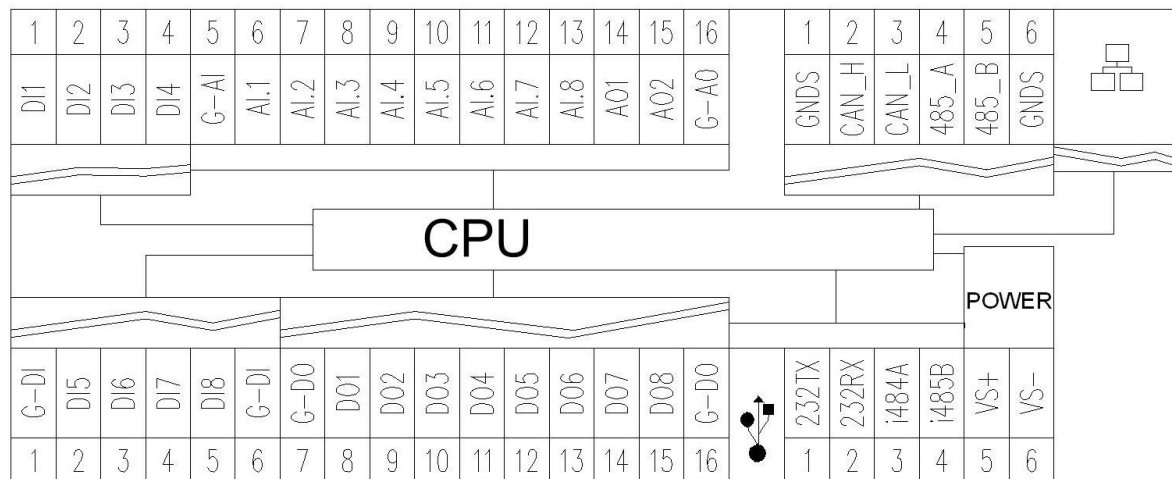 1 2 3 4 5 6 7 8 9 10 11 12 13 14 15 16 1 2 3 4 5 6
DI1 DI2 DI3 DI4 G-AI AI.1 AI.2 AI.3 AI.4 AI.5 AI.6 AI.7 AI.8 AO1 AO2 G-AO GNDS CAN_H CAN_L 485_A 485_B GNDS
CPU
POWER
G-DI DI5 DI6 DI7 DI8 G-DI G-DO DO1 DO2 DO3 DO4 DO5 DO6 DO7 DO8 G-DO 232TX 232RX i484A i485B VS+ VS-
1 2 3 4 5 6 7 8 9 10 11 12 13 14 15 16 1 2 3 4 5 6